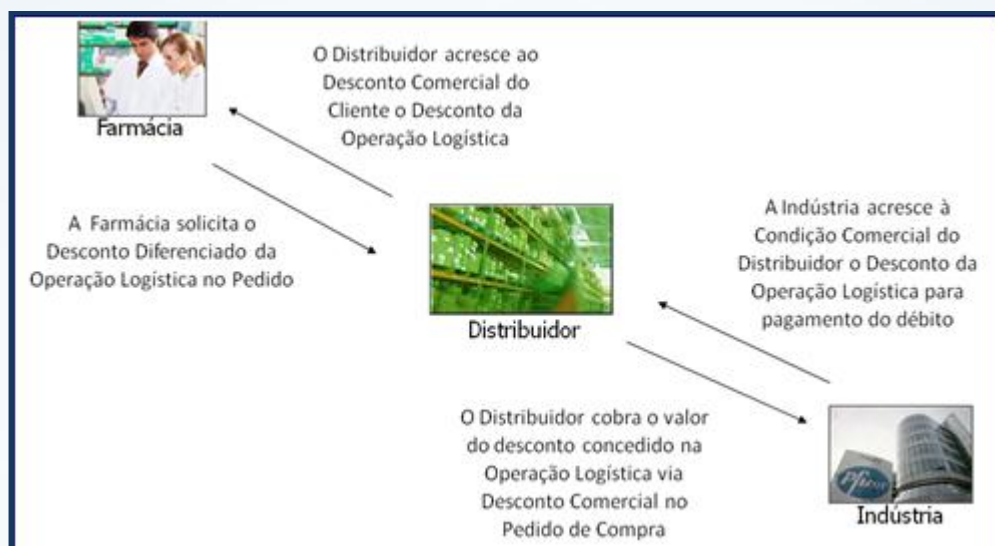 O Distribuidor acresce ao
Desconto Comercial do
Cliente o Desconto da
Operação Logística
Farmácia
A Farmácia solicita o
Desconto Diferenciado da
Operação Logística no Pedido
A Indústria acresce à
Condição Comercial do
Distribuidor o Desconto da
Operação Logística para
pagamento do débito
Distribuidor
O Distribuidor cobra o valor
do desconto concedido na
Operação Logística via
Desconto Comercial no
Pedido de Compra
Pfizer
Indústria